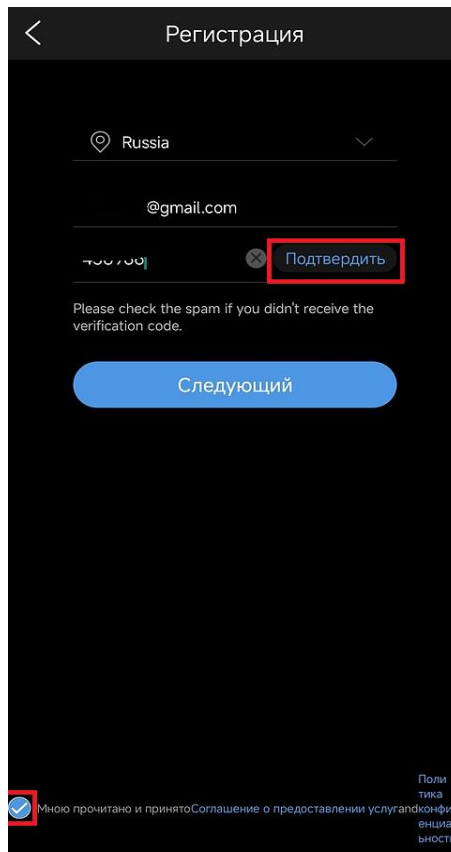 Регистрация
Russia
@gmail.com
Подтвердить
Please check the spam if you didn't receive the
verification code.
Следующий
Поли
тика
Мною прочитано и принятоСоглашение о предоставлении услугandконфи
енциа
ьност